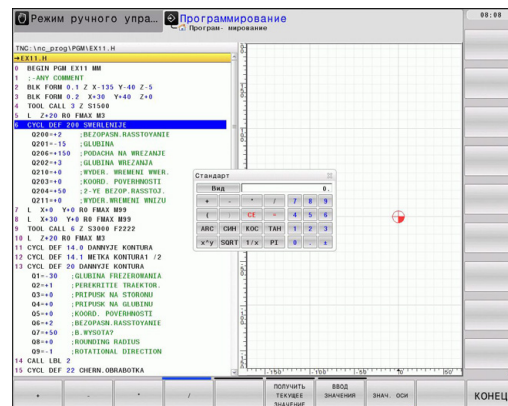 Режим ручного упра...
Программирование
Програм- мирование
08:08
TNC:\nc_prog\PGM\EX11.H
→EX11.H
0 BEGIN PGM EX11 MM
1 ;-ANY COMMENT
2 BLK FORM 0.1 Z X-135 Y-40 Z-5
3 BLK FORM 0.2 X+30 Y+40 Z+0
4 TOOL CALL 3 Z S1500
5 L Z+20 R0 FMAX M3
6 CYCL DEF 200 SWERLENIJE
Q200=+2 ;BEZOPASN.RASSTOYANIE
Q201=-15 ;GLUBINA
Q206=+150 ;PODACHA NA WREZANJE
Q202=+3 ;GLUBINA WREZANJA
Q210=+0 ;WYDER. WREMENI WWER.
Q203=+0 ;KOORD. POVERHNOSTI
Q204=+50 ;2-YE BEZOP.RASSTOJ.
Q211=+0 ;WYDER.WREMENI WNIZU
7 L X+0 Y+0 R0 FMAX M99
8 L X+30 Y+0 R0 FMAX M99
9 TOOL CALL 6 Z S3000 F2222
10 L Z+20 R0 FMAX M3
11 CYCL DEF 14.0 DANNYJE KONTURA
12 CYCL DEF 14.1 METKA KONTURA1 /2
13 CYCL DEF 20 DANNYJE KONTURA
Q1=-30 ;GLUBINA FREZEROWANIA
Q2=+1 ;PEREKRITIE TRAEKTOR.
Q3=+0 ;PRIPUSK NA STORONU
Q4=+0 ;PRIPUSK NA GLUBINU
Q5=+0 ;KOORD. POVERHNOSTI
Q6=+2 ;BEZOPASN.RASSTOYANIE
Q7=+50 ;B.WYSOTA?
Q8=+0 ;ROUNDING RADIUS
Q9=-1 ;ROTATIONAL DIRECTION
14 CALL LBL 2
15 CYCL DEF 22 CHERN.OBRABOTKA
Стандарт
Вид 0.
+ - * / 7 8 9
( ) CE = 4 5 6
ARC СИН КОС ТАН 1 2 3
x^y SQRT 1/x PI 0 . ±
-150 -100 -50 0 50
+ - * /
ПОЛУЧИТЬ ТЕКУЩЕЕ ЗНАЧЕНИЕ
ВВОД ЗНАЧЕНИЯ
ЗНАЧ. ОСИ
КОНЕЦ